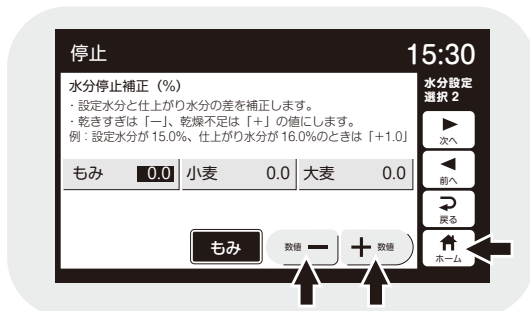 停止 15:30
水分停止補正（%）
・設定水分と仕上がり水分の差を補正します。
・乾きすぎは「ー」、乾燥不足は「+」の値にします。
例：設定水分が15.0%、仕上がり水分が16.0%のときは「+1.0」
水分設定
選択2
次へ
前へ
戻る
ホーム
もみ 0.0 小麦 0.0 大麦 0.0
もみ 数値 ー + 数値